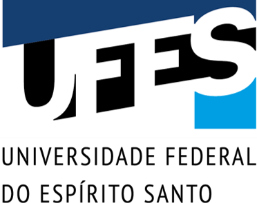 UFES
UNIVERSIDADE FEDERAL
DO ESPÍRITO SANTO